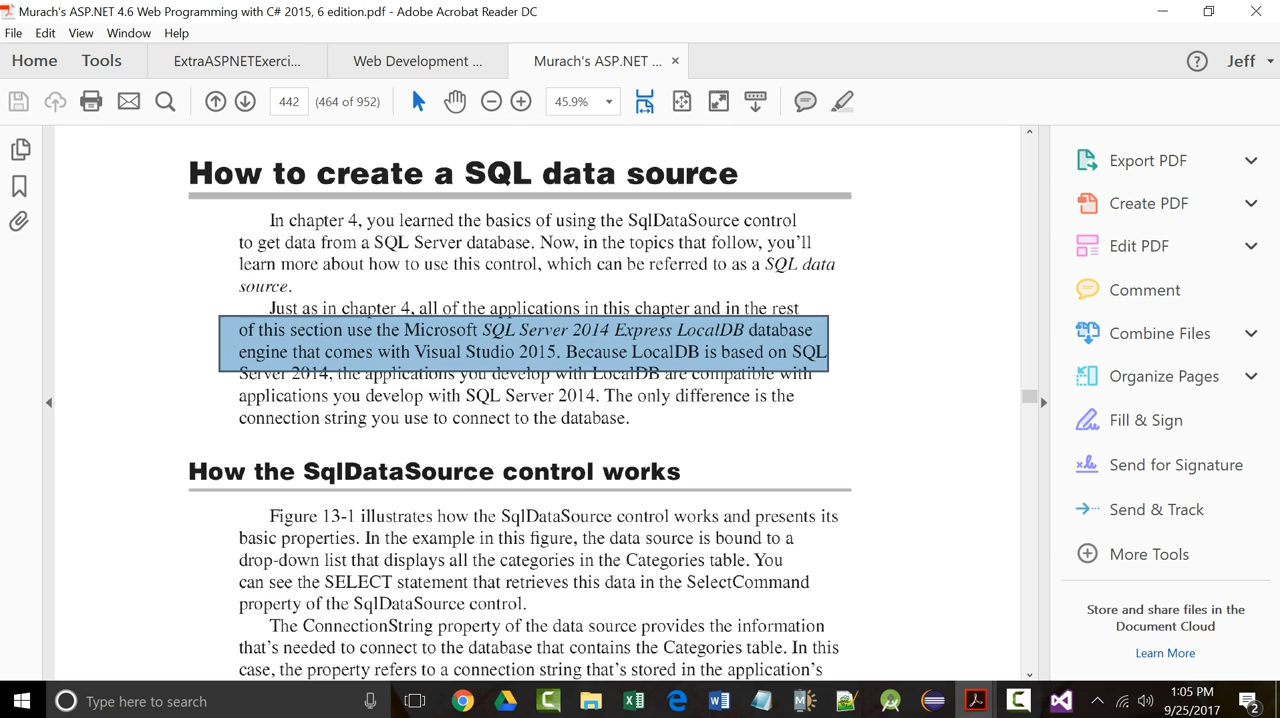 Murach's ASP.NET 4.6 Web Programming with C# 2015, 6 edition.pdf - Adobe Acrobat Reader DC
File Edit View Window Help
Home Tools ExtraASPNETExerci... Web Development ... Murach's ASP.NET ... × Jeff
442 (464 of 952) 45.9%
How to create a SQL data source
In chapter 4, you learned the basics of using the SqlDataSource control
to get data from a SQL Server database. Now, in the topics that follow, you'll
learn more about how to use this control, which can be referred to as a SQL data
source.
Just as in chapter 4, all of the applications in this chapter and in the rest
of this section use the Microsoft SQL Server 2014 Express LocalDB database
engine that comes with Visual Studio 2015. Because LocalDB is based on SQL
Server 2014, the applications you develop with LocalDB are compatible with
applications you develop with SQL Server 2014. The only difference is the
connection string you use to connect to the database.
How the SqlDataSource control works
Figure 13-1 illustrates how the SqlDataSource control works and presents its
basic properties. In the example in this figure, the data source is bound to a
drop-down list that displays all the categories in the Categories table. You
can see the SELECT statement that retrieves this data in the SelectCommand
property of the SqlDataSource control.
The ConnectionString property of the data source provides the information
that's needed to connect to the database that contains the Categories table. In this
case, the property refers to a connection string that's stored in the application's
Export PDF
Create PDF
Edit PDF
Comment
Combine Files
Organize Pages
Fill & Sign
Send for Signature
Send & Track
More Tools
Store and share files in the
Document Cloud
Learn More
Type here to search
1:05 PM
9/25/2017
2